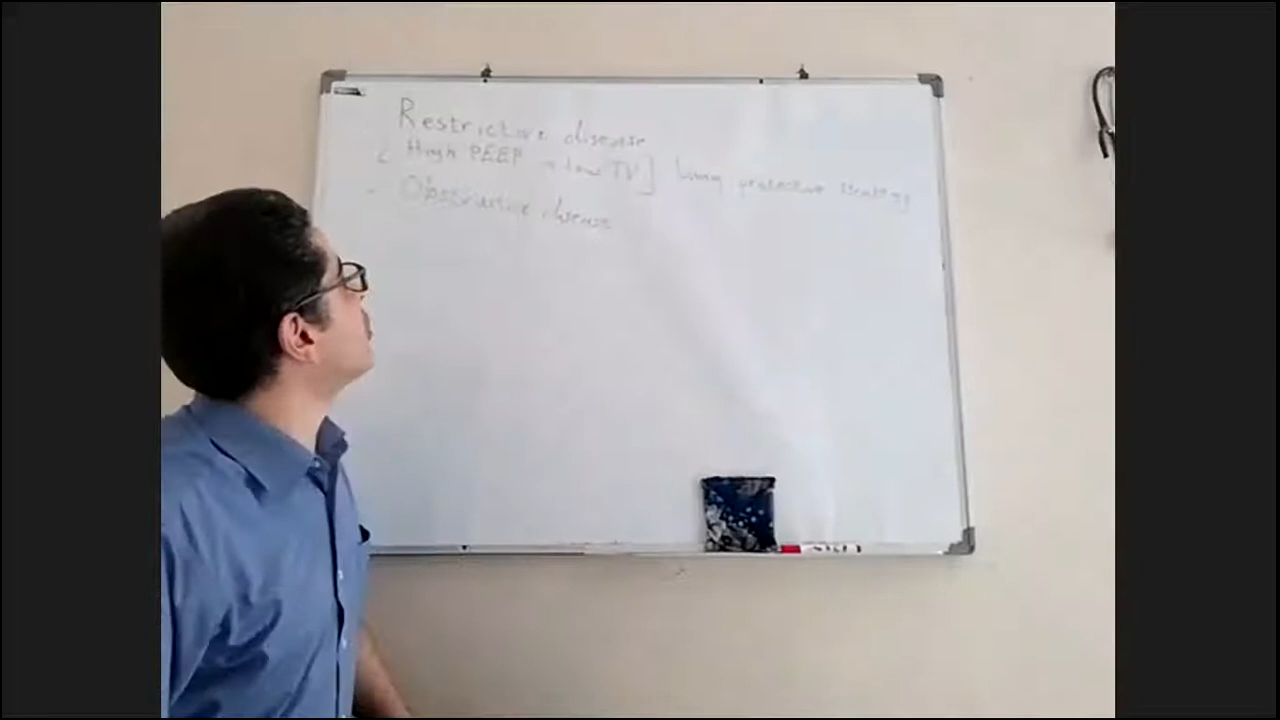 Restrictive disease
High PEEP → low TV] Lung protective strategy
Obstructive disease